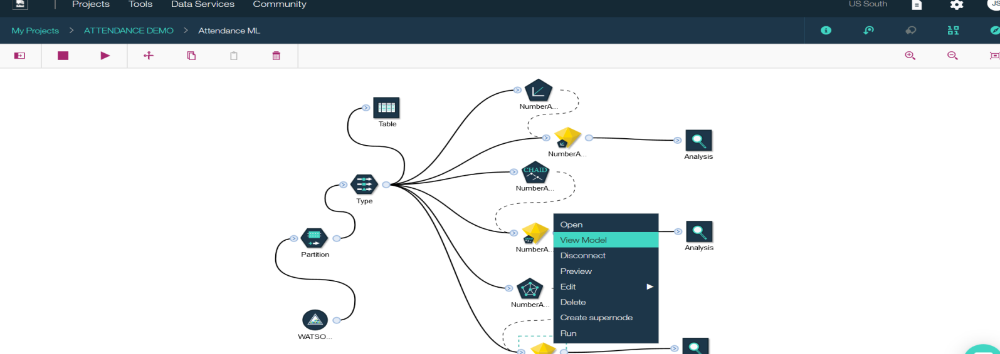 Projects Tools Data Services Community US South JS
My Projects > ATTENDANCE DEMO > Attendance ML
NumberA...
Table
NumberA...
Analysis
CHAID
NumberA...
Type
Open
View Model
NumberA...
Analysis
Partition
Disconnect
Preview
Edit
Delete
NumberA...
Create supernode
Run
WATSO...